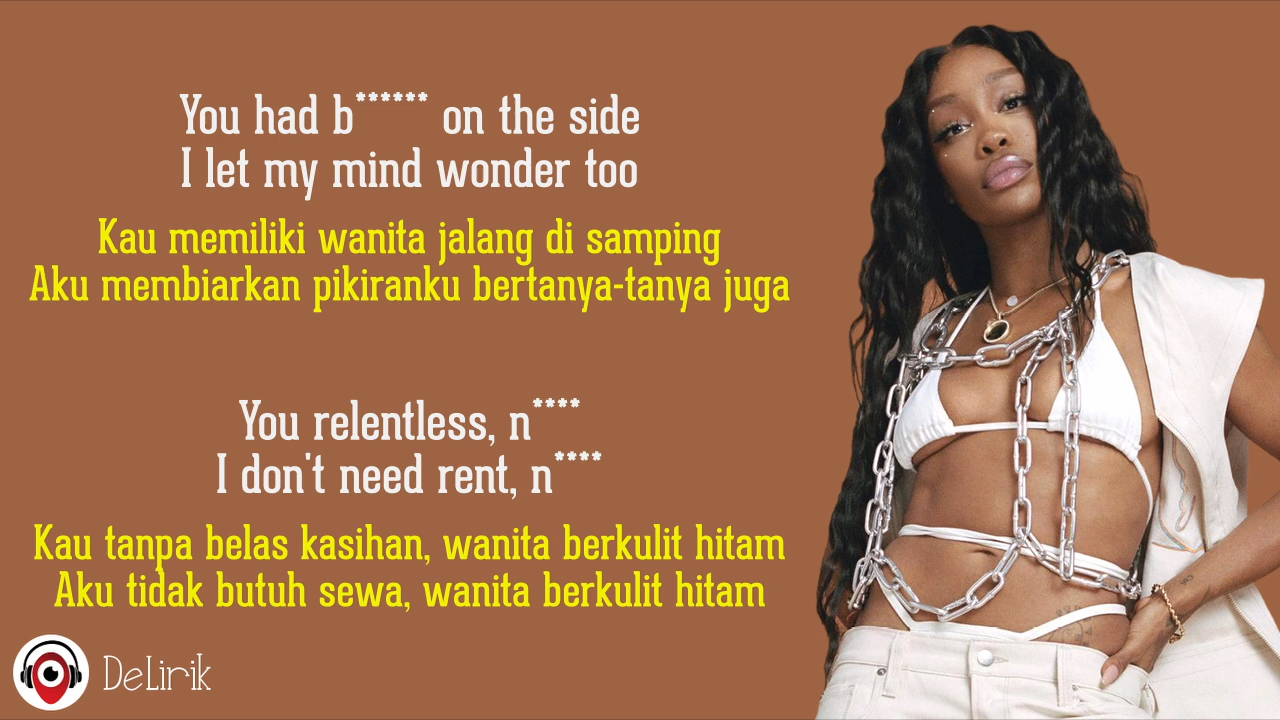 You had b****** on the side
I let my mind wonder too
Kau memiliki wanita jalang di samping
Aku membiarkan pikiranku bertanya-tanya juga
You relentless, n****
I don't need rent, n****
Kau tanpa belas kasihan, wanita berkulit hitam
Aku tidak butuh sewa, wanita berkulit hitam
DeLirik